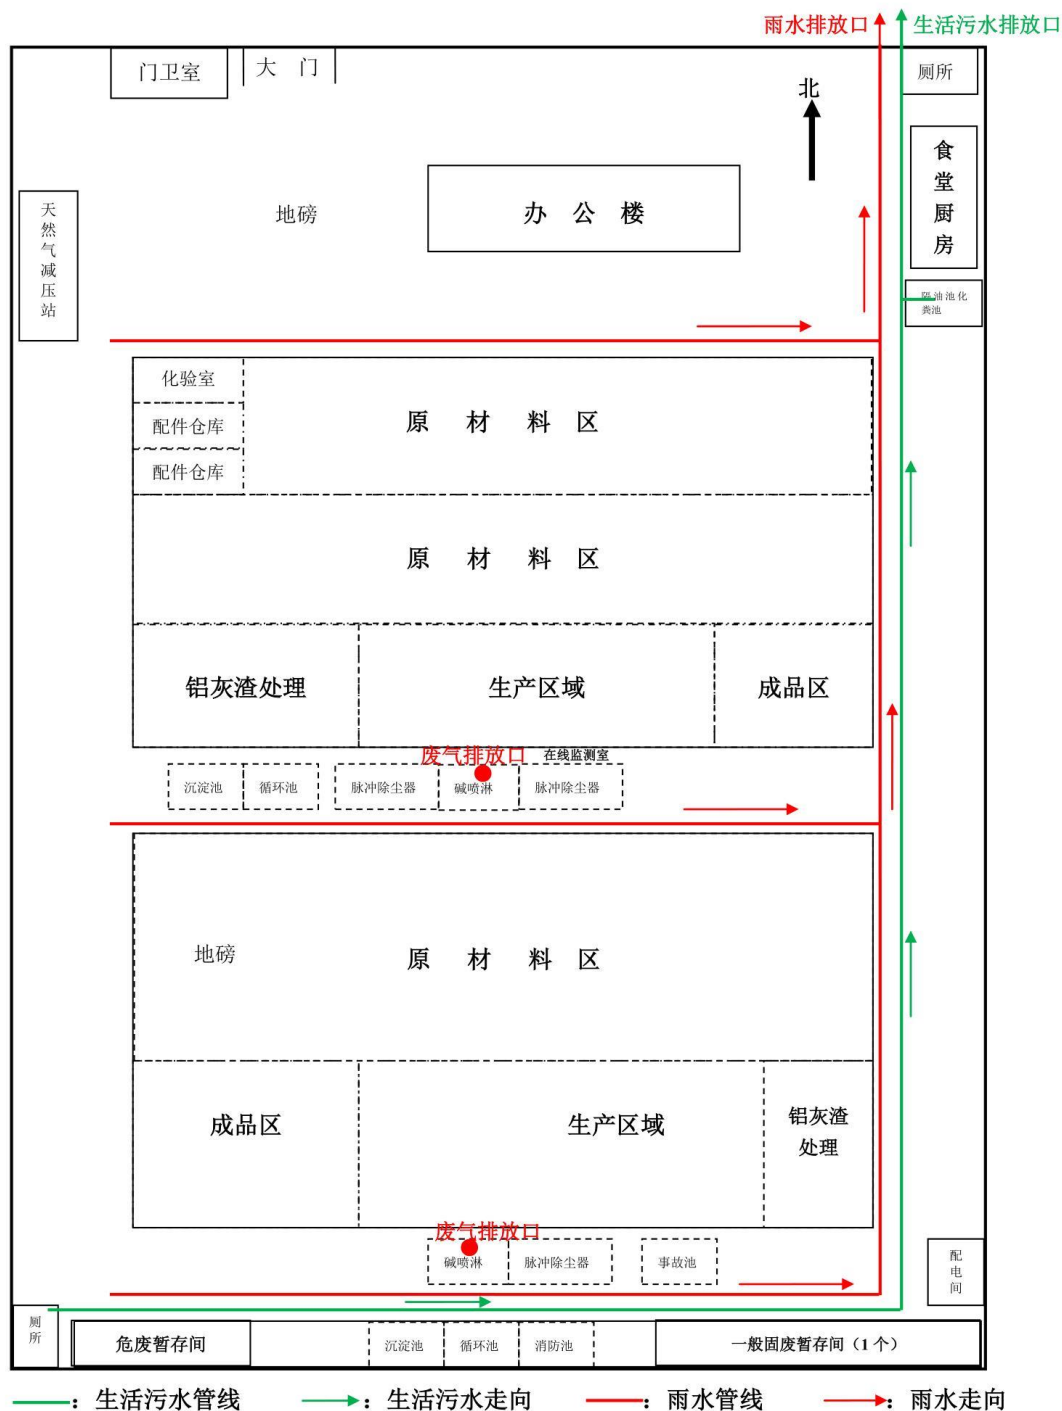 雨水排放口 生活污水排放口
门卫室
大 门
厕所
北
食堂厨房
天然气减压站
地磅
办 公 楼
隔油池化
粪池
化验室
原 材 料 区
配件仓库
配件仓库
原 材 料 区
铝灰渣处理
生产区域
成品区
废气排放口
在线监测室
沉淀池
循环池
脉冲除尘器
碱喷淋
脉冲除尘器
地磅
原 材 料 区
成品区
生产区域
铝灰渣
处理
废气排放口
碱喷淋
脉冲除尘器
事故池
配电间
厕所
危废暂存间
沉淀池
循环池
消防池
一般固废暂存间（1 个）
：生活污水管线 ：生活污水走向 ：雨水管线 ：雨水走向